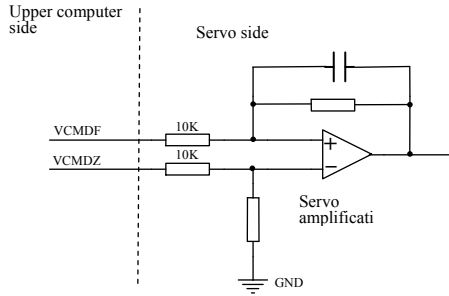 Upper computer
side
Servo side
VCMDF
10K
VCMDZ
10K
+
−
Servo
amplificati
GND